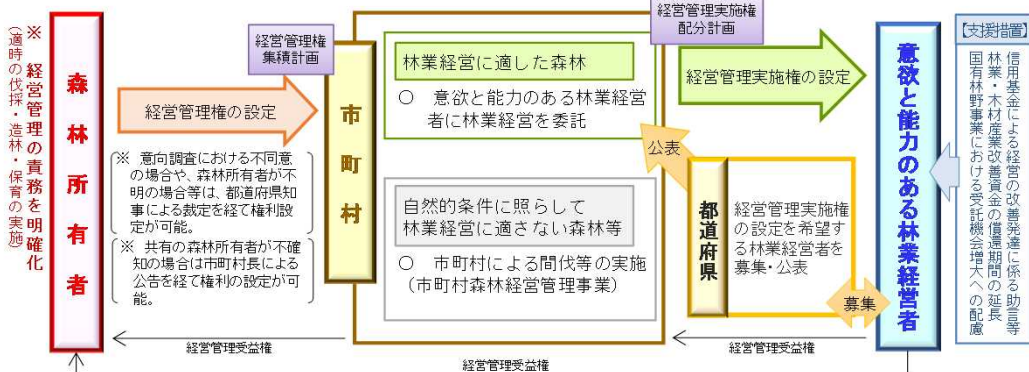 ※ 経営管理の責務を明確化
（適時の伐採・造林・保育の実施）
森林所有者
経営管理権の設定
※ 意向調査における不同意
の場合や、森林所有者が不
明の場合等は、都道府県知
事による裁定を経て権利設
定が可能。
※ 共有の森林所有者が不確
知の場合は市町村長による
公告を経て権利の設定が可
能。
経営管理権
集積計画
市町村
林業経営に適した森林
○ 意欲と能力のある林業経営
者に林業経営を委託
自然的条件に照らして
林業経営に適さない森林等
○ 市町村による間伐等の実施
（市町村森林経営管理事業）
経営管理実施権
配分計画
経営管理実施権の設定
公表
都道府県
経営管理実施権
の設定を希望す
る林業経営者を
募集・公表
募集
意欲と能力のある林業経営者
【支援措置】
信用基金による経営の改善発達に係る助言等
林業・木材産業改善資金の償還期間の延長
国有林野事業における受託機会増大への配慮
経営管理受益権
経営管理受益権
経営管理受益権